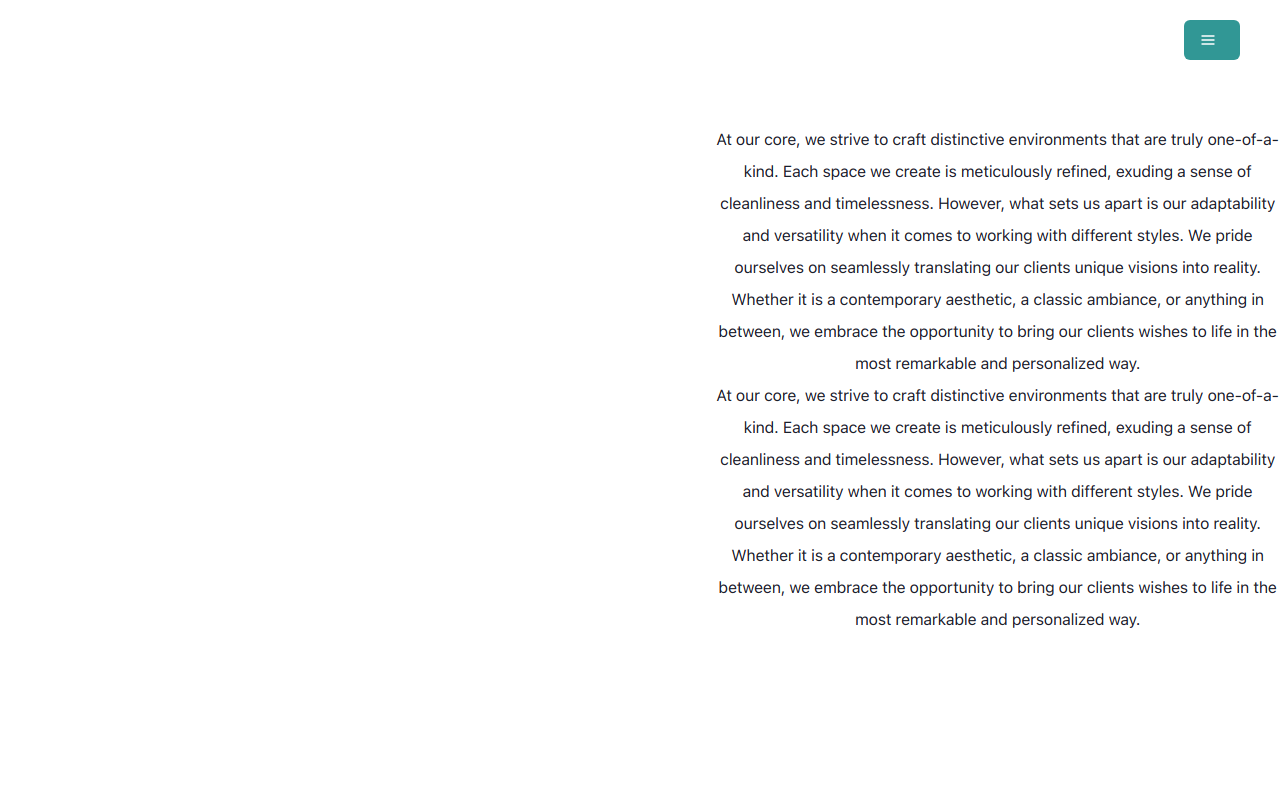 At our core, we strive to craft distinctive environments that are truly one-of-a-
kind. Each space we create is meticulously refined, exuding a sense of
cleanliness and timelessness. However, what sets us apart is our adaptability
and versatility when it comes to working with different styles. We pride
ourselves on seamlessly translating our clients unique visions into reality.
Whether it is a contemporary aesthetic, a classic ambiance, or anything in
between, we embrace the opportunity to bring our clients wishes to life in the
most remarkable and personalized way.
At our core, we strive to craft distinctive environments that are truly one-of-a-
kind. Each space we create is meticulously refined, exuding a sense of
cleanliness and timelessness. However, what sets us apart is our adaptability
and versatility when it comes to working with different styles. We pride
ourselves on seamlessly translating our clients unique visions into reality.
Whether it is a contemporary aesthetic, a classic ambiance, or anything in
between, we embrace the opportunity to bring our clients wishes to life in the
most remarkable and personalized way.